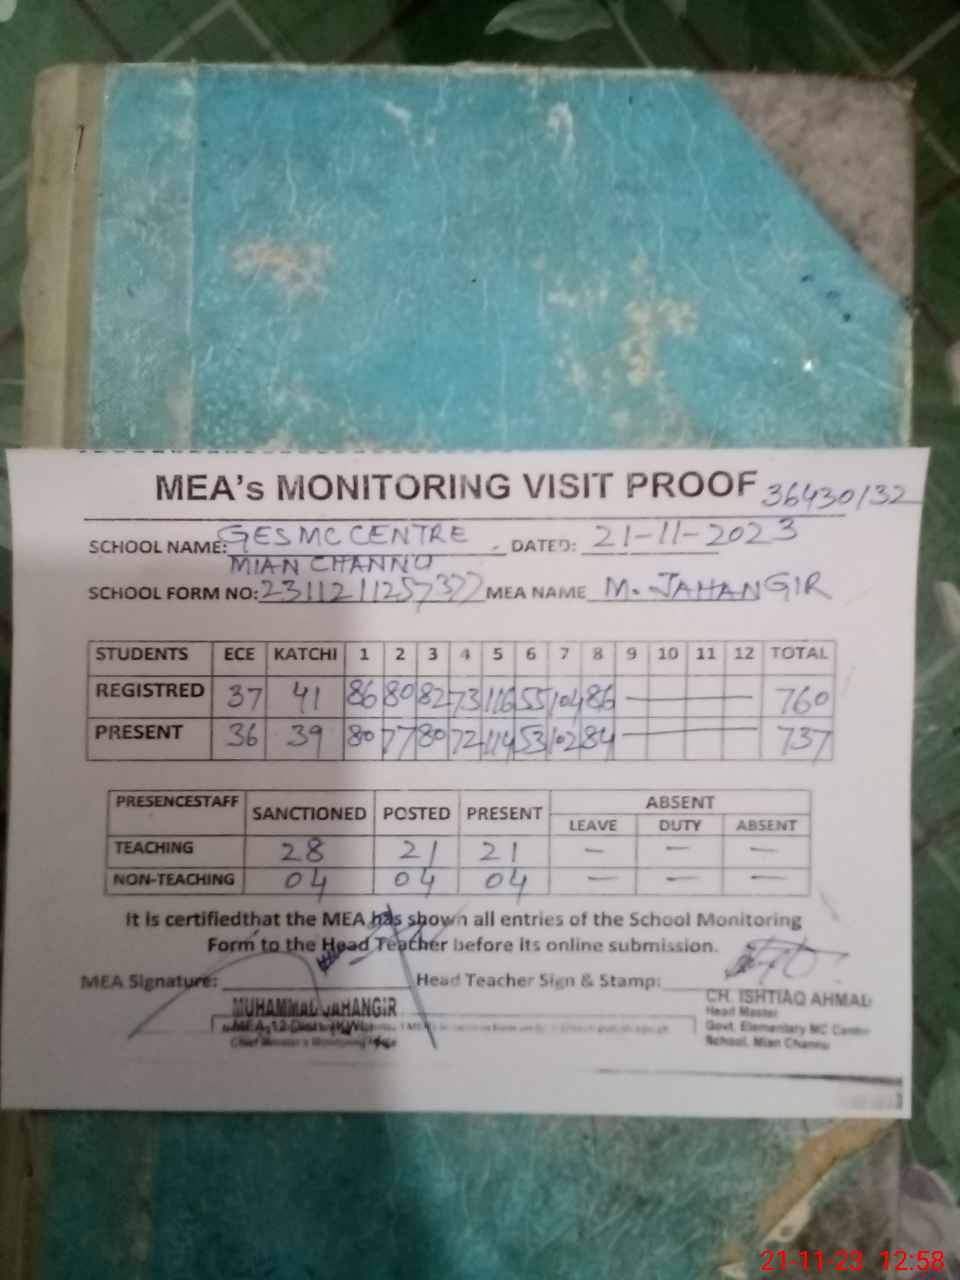 MEA's MONITORING VISIT PROOF 36430132
SCHOOL NAME: GES MC CENTRE MIAN CHANNU DATED: 21-11-2023
SCHOOL FORM NO: MEA NAME M. JAHANGIR
STUDENTS ECE KATCHI 1 2 3 4 5 6 7 8 9 10 11 12 TOTAL
REGISTRED 37 41 86 80 82 73 116 55 104 86 — 760
PRESENT 36 39 80 77 80 72 114 53 102 84 — 737
PRESENCESTAFF SANCTIONED POSTED PRESENT ABSENT
LEAVE DUTY ABSENT
TEACHING 28 21 21 — — —
NON-TEACHING 04 04 04 — — —
It is certifiedthat the MEA has shown all entries of the School Monitoring
Form to the Head Teacher before its online submission.
MEA Signature: Head Teacher Sign & Stamp:
MUHAMMAD JAHANGIR
CH. ISHTIAQ AHMAD
Head Master
Govt. Elementary MC Centre
School, Mian Channu
21-11-23 12:58